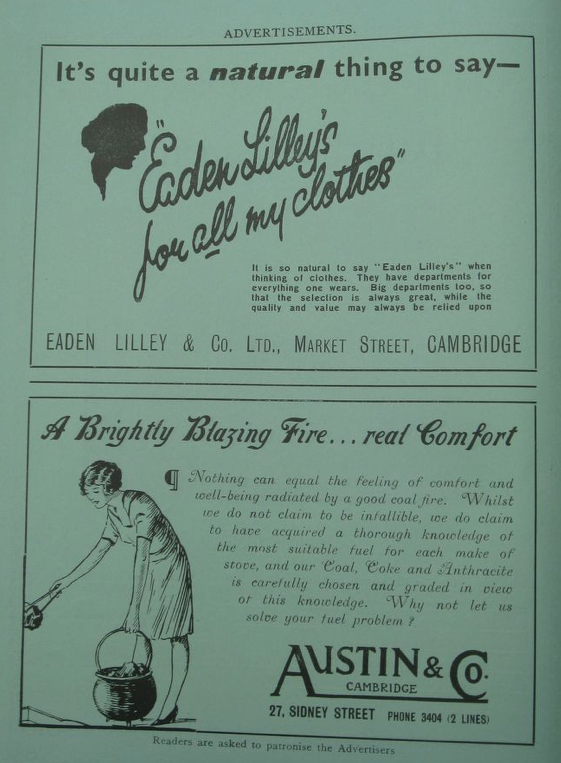 ADVERTISEMENTS.
It's quite a natural thing to say—
"Eaden Lilley's
for all my clothes"
It is so natural to say "Eaden Lilley's" when
thinking of clothes. They have departments for
everything one wears. Big departments too, so
that the selection is always great, while the
quality and value may always be relied upon
EADEN LILLEY & Co. LTD., MARKET STREET, CAMBRIDGE
A Brightly Blazing Fire... real Comfort
¶ Nothing can equal the feeling of comfort and
well-being radiated by a good coal fire. Whilst
we do not claim to be infallible, we do claim
to have acquired a thorough knowledge of
the most suitable fuel for each make of
stove, and our Coal, Coke and Anthracite
is carefully chosen and graded in view
of this knowledge. Why not let us
solve your fuel problem?
AUSTIN & Co.
CAMBRIDGE
27, SIDNEY STREET PHONE 3404 (2 LINES)
Readers are asked to patronise the Advertisers